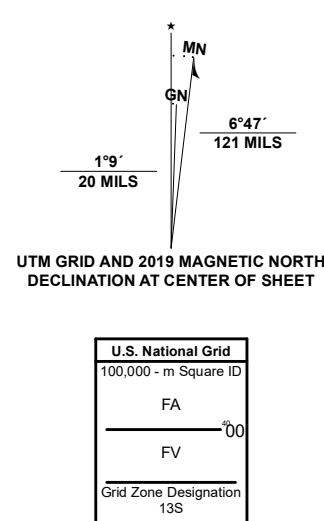 ★
MN
GN
6°47´
121 MILS
1°9´
20 MILS
UTM GRID AND 2019 MAGNETIC NORTH
DECLINATION AT CENTER OF SHEET
U.S. National Grid
100,000 - m Square ID
FA
⁴⁰00
FV
Grid Zone Designation
13S